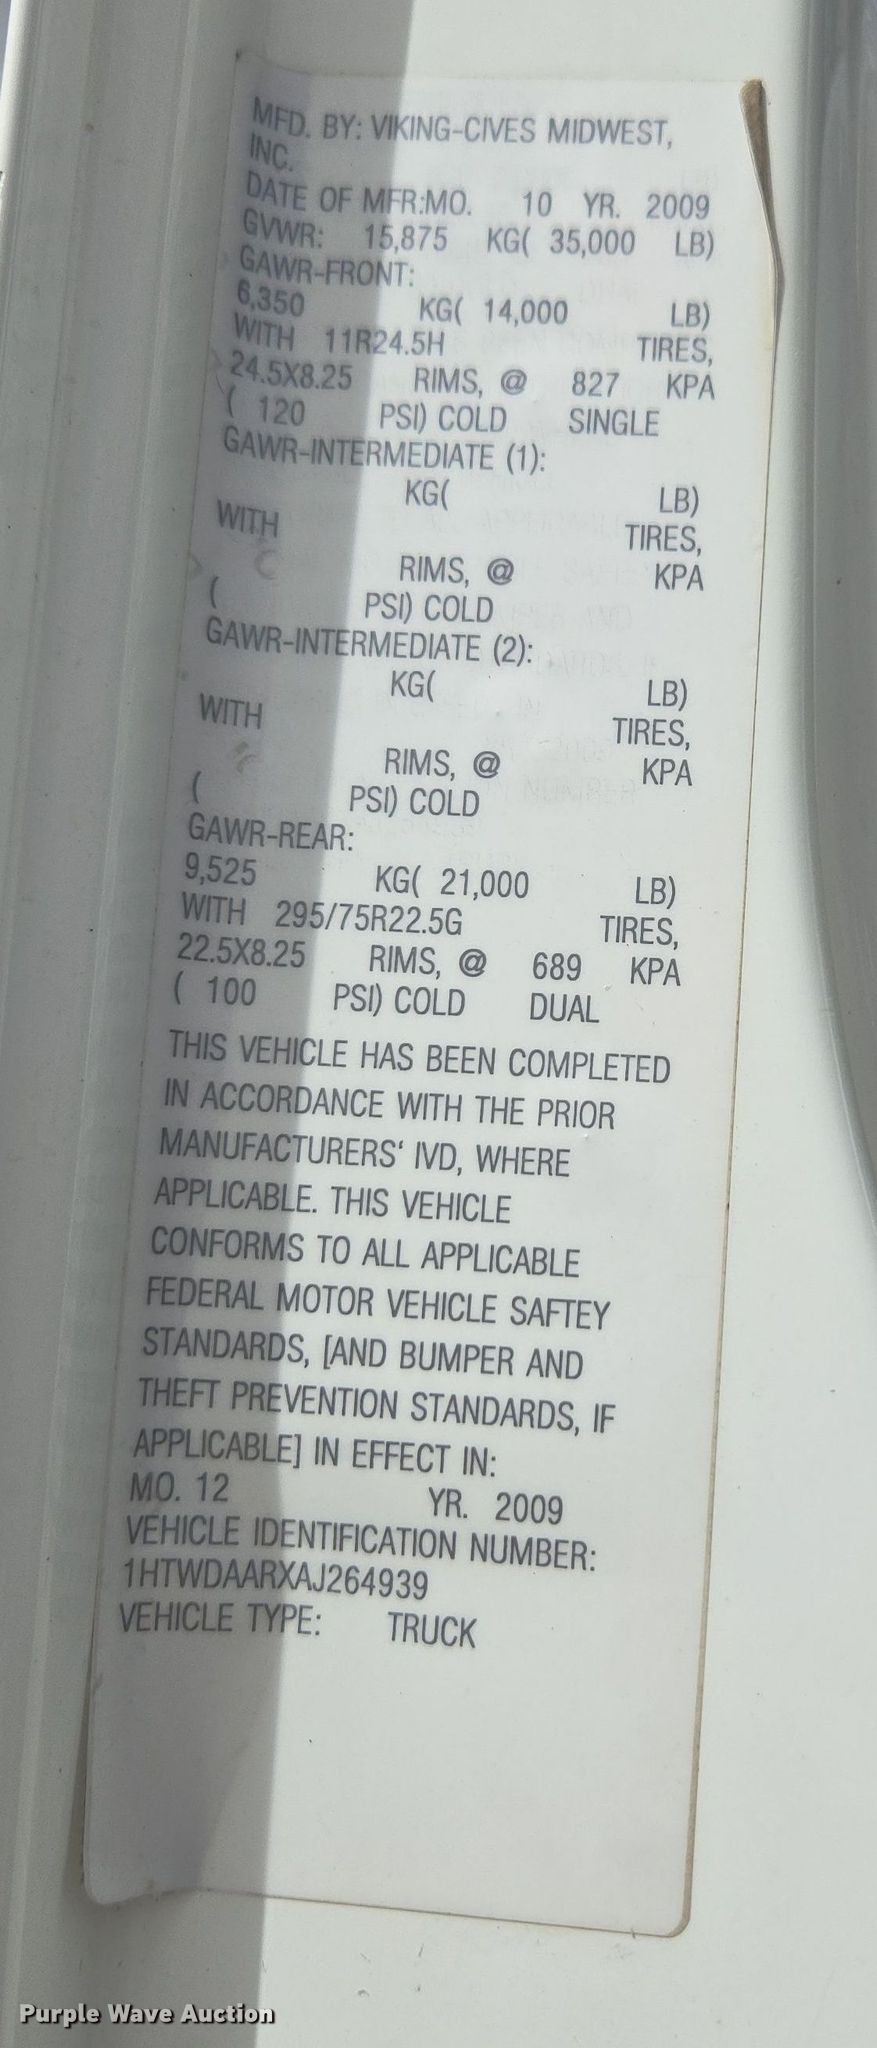 MFD. BY: VIKING-CIVES MIDWEST,
INC.
DATE OF MFR:MO. 10 YR. 2009
GVWR: 15,875 KG( 35,000 LB)
GAWR-FRONT:
6,350 KG( 14,000 LB)
WITH 11R24.5H TIRES,
24.5X8.25 RIMS, @ 827 KPA
( 120 PSI) COLD SINGLE
GAWR-INTERMEDIATE (1):
KG( LB)
WITH TIRES,
RIMS, @ KPA
( PSI) COLD
GAWR-INTERMEDIATE (2):
KG( LB)
WITH TIRES,
RIMS, @ KPA
( PSI) COLD
GAWR-REAR:
9,525 KG( 21,000 LB)
WITH 295/75R22.5G TIRES,
22.5X8.25 RIMS, @ 689 KPA
( 100 PSI) COLD DUAL
THIS VEHICLE HAS BEEN COMPLETED
IN ACCORDANCE WITH THE PRIOR
MANUFACTURERS' IVD, WHERE
APPLICABLE. THIS VEHICLE
CONFORMS TO ALL APPLICABLE
FEDERAL MOTOR VEHICLE SAFTEY
STANDARDS, [AND BUMPER AND
THEFT PREVENTION STANDARDS, IF
APPLICABLE] IN EFFECT IN:
MO. 12 YR. 2009
VEHICLE IDENTIFICATION NUMBER:
1HTWDAARXAJ264939
VEHICLE TYPE: TRUCK
Purple Wave Auction